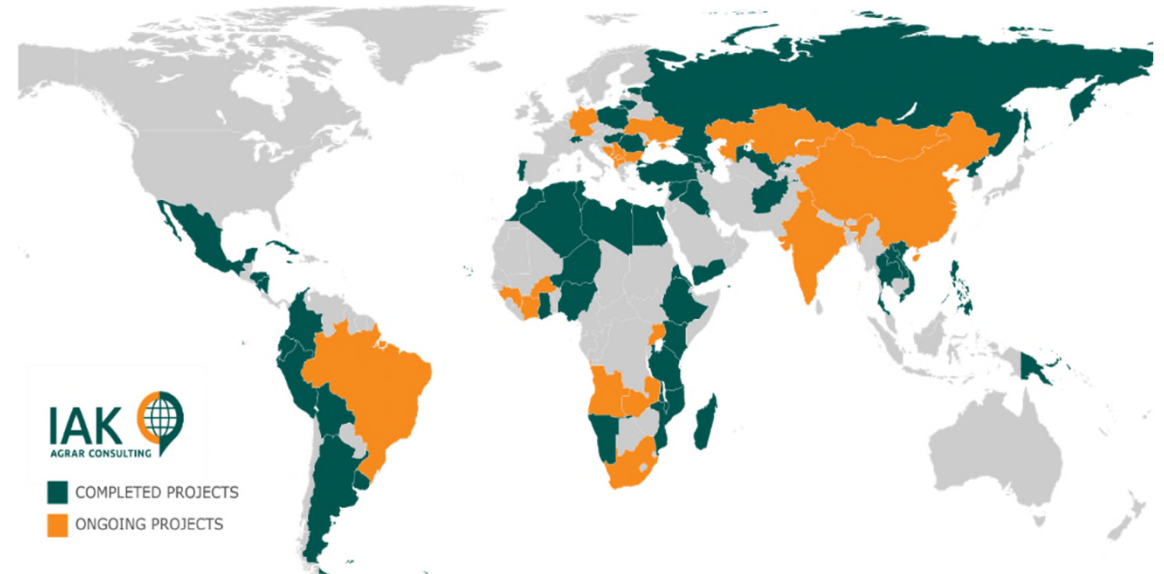 IAK
AGRAR CONSULTING
COMPLETED PROJECTS
ONGOING PROJECTS